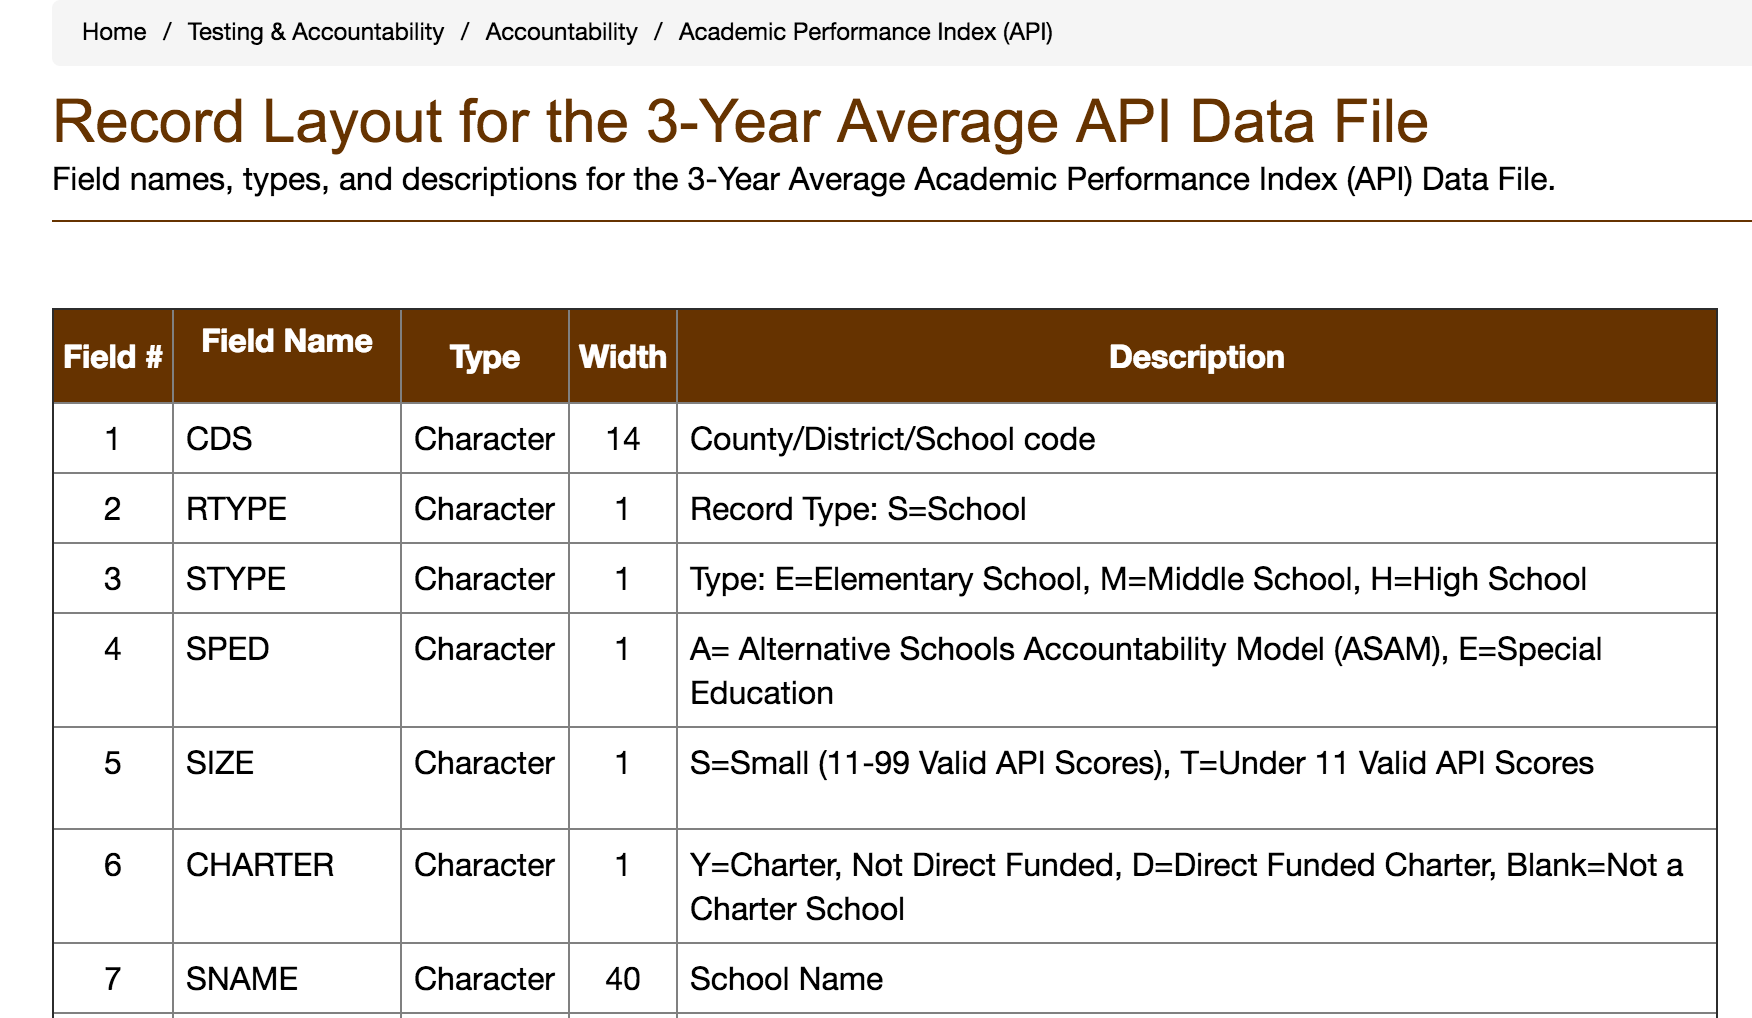 Home / Testing & Accountability / Accountability / Academic Performance Index (API)
Record Layout for the 3-Year Average API Data File
Field names, types, and descriptions for the 3-Year Average Academic Performance Index (API) Data File.
Field # Field Name Type Width Description
1 CDS Character 14 County/District/School code
2 RTYPE Character 1 Record Type: S=School
3 STYPE Character 1 Type: E=Elementary School, M=Middle School, H=High School
4 SPED Character 1 A= Alternative Schools Accountability Model (ASAM), E=Special
Education
5 SIZE Character 1 S=Small (11-99 Valid API Scores), T=Under 11 Valid API Scores
6 CHARTER Character 1 Y=Charter, Not Direct Funded, D=Direct Funded Charter, Blank=Not a
Charter School
7 SNAME Character 40 School Name